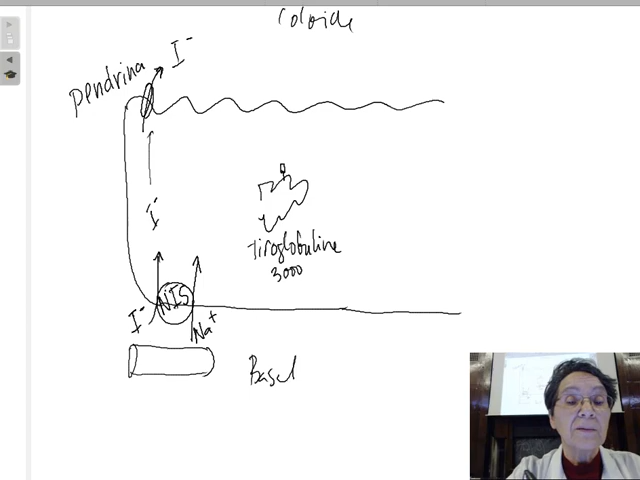 Coloide
I⁻
pendrina
I⁻
Tiroglobuline
3000
NIS
I⁻
Na⁺
Basal